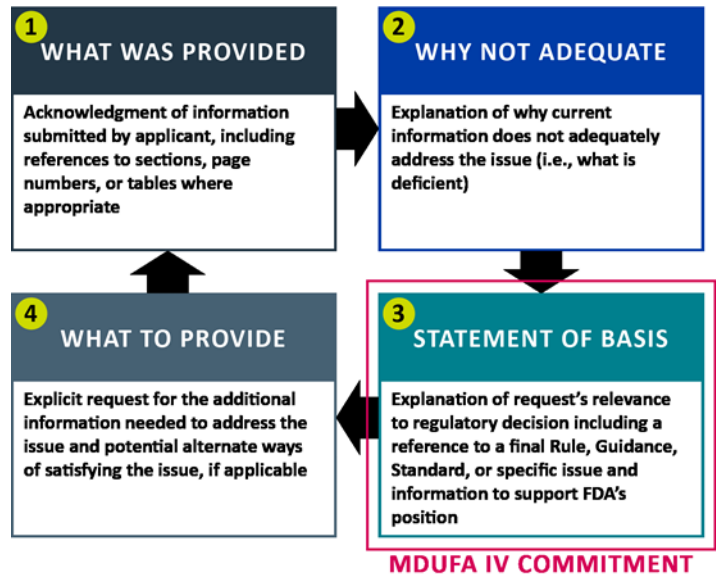 1
WHAT WAS PROVIDED
Acknowledgment of information
submitted by applicant, including
references to sections, page
numbers, or tables where
appropriate
2
WHY NOT ADEQUATE
Explanation of why current
information does not adequately
address the issue (i.e., what is
deficient)
3
STATEMENT OF BASIS
Explanation of request's relevance
to regulatory decision including a
reference to a final Rule, Guidance,
Standard, or specific issue and
information to support FDA's
position
MDUFA IV COMMITMENT
4
WHAT TO PROVIDE
Explicit request for the additional
information needed to address the
issue and potential alternate ways
of satisfying the issue, if applicable